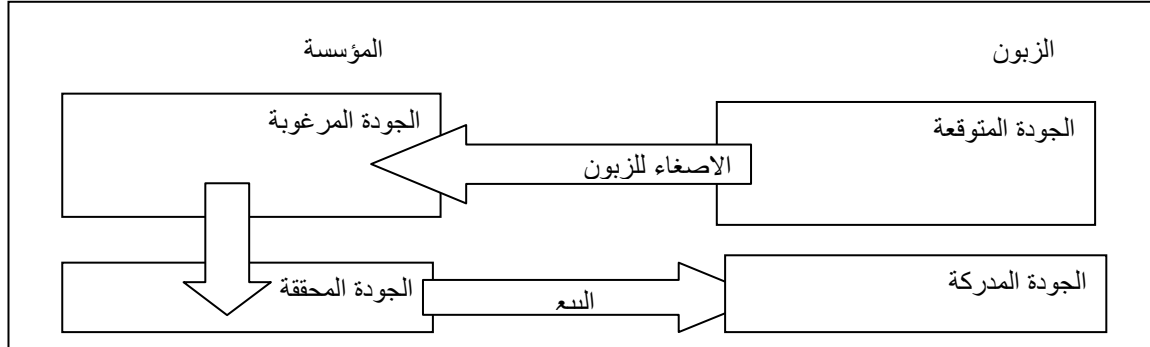 الزبون
المؤسسة
الجودة المتوقعة
الجودة المرغوبة
الاصغاء للزبون
الجودة المدركة
الجودة المحققة
البيع